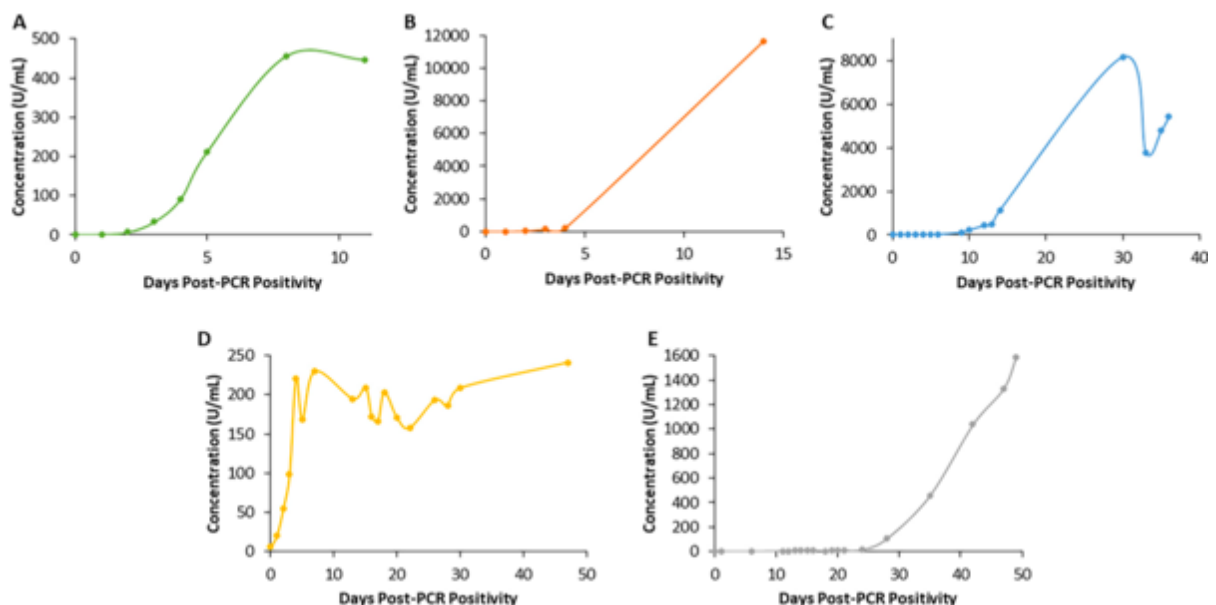 A
Concentration (U/mL)
500
400
300
200
100
0
0 5 10
Days Post-PCR Positivity
B
Concentration (U/mL)
12000
10000
8000
6000
4000
2000
0
0 5 10 15
Days Post-PCR Positivity
C
Concentration (U/mL)
8000
6000
4000
2000
0
0 10 20 30 40
Days Post-PCR Positivity
D
Concentration (U/mL)
250
200
150
100
50
0
0 10 20 30 40 50
Days Post-PCR Positivity
E
Concentration (U/mL)
1600
1400
1200
1000
800
600
400
200
0
0 10 20 30 40 50
Days Post-PCR Positivity